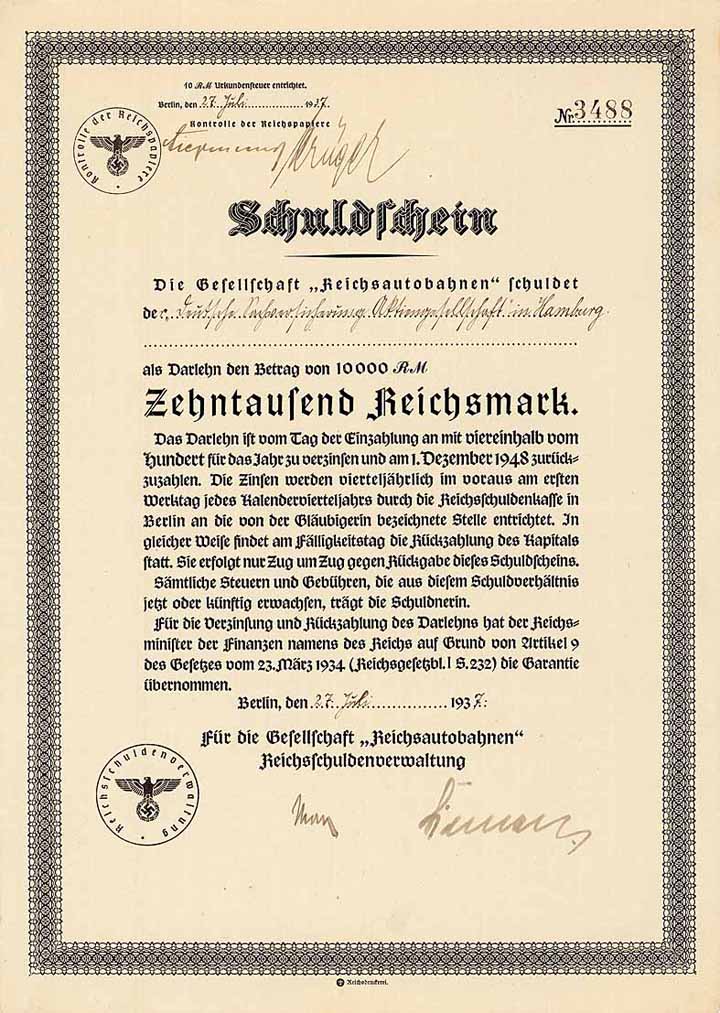 10 RM Urkundensteuer entrichtet.
Berlin, den 27. Juli 1937.
Kontrolle der Reichspapiere
Nr. 3488
Kontrolle der Reichspapiere
Krüger
Schuldschein
Die Gesellschaft „Reichsautobahnen“ schuldet
der „Deutsche Sachversicherung Aktiengesellschaft“ in Hamburg.
als Darlehn den Betrag von 10000 RM
Zehntausend Reichsmark.
Das Darlehn ist vom Tag der Einzahlung an mit viereinhalb vom
Hundert für das Jahr zu verzinsen und am 1. Dezember 1948 zurück-
zuzahlen. Die Zinsen werden vierteljährlich im voraus am ersten
Werktag jedes Kalendervierteljahrs durch die Reichsschuldenkasse in
Berlin an die von der Gläubigerin bezeichnete Stelle entrichtet. In
gleicher Weise findet am Fälligkeitstag die Rückzahlung des Kapitals
statt. Sie erfolgt nur Zug um Zug gegen Rückgabe dieses Schuldscheins.
Sämtliche Steuern und Gebühren, die aus diesem Schuldverhältnis
jetzt oder künftig erwachsen, trägt die Schuldnerin.
Für die Verzinsung und Rückzahlung des Darlehns hat der Reichs-
minister der Finanzen namens des Reichs auf Grund von Artikel 9
des Gesetzes vom 23. März 1934 (Reichsgesetzbl. I S. 232) die Garantie
übernommen.
Berlin, den 27. Juli 1937.
Für die Gesellschaft „Reichsautobahnen“
Reichsschuldenverwaltung
Reichsschuldenverwaltung
Reichsdruckerei.